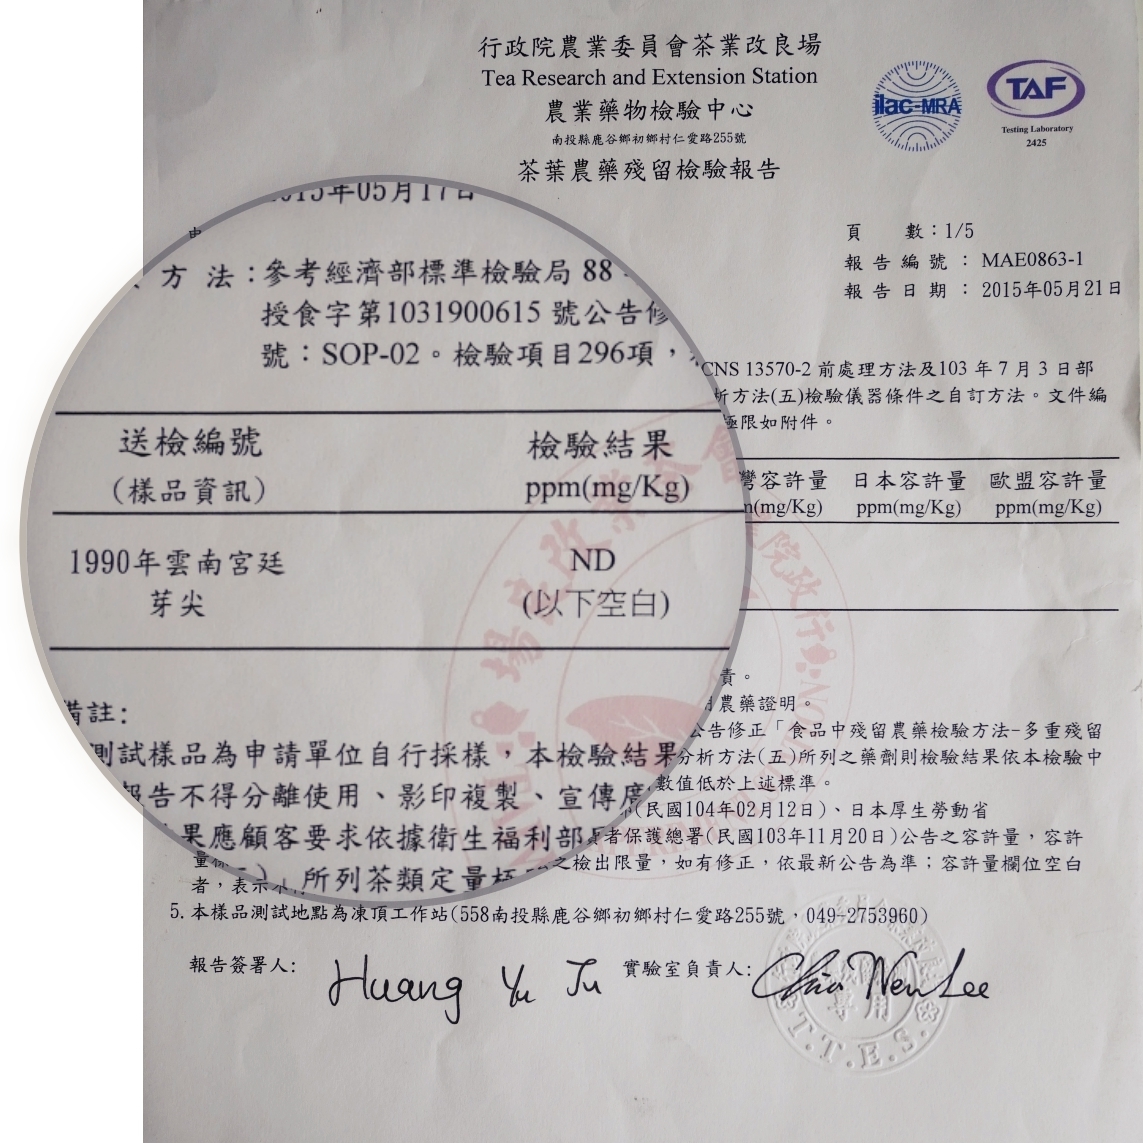 行政院農業委員會茶業改良場
Tea Research and Extension Station
農業藥物檢驗中心
南投縣鹿谷鄉初鄉村仁愛路255號
茶葉農藥殘留檢驗報告
ilac-MRA
TAF
Testing Laboratory
2425
頁 數：1/5
報告編號：MAE0863-1
報告日期：2015年05月21日
2015年05月17日
方法：參考經濟部標準檢驗局 88
授食字第1031900615 號公告修
號：SOP-02。檢驗項目296項，
CNS 13570-2 前處理方法及103 年 7 月 3 日部
析方法(五)檢驗儀器條件之自訂方法。文件編
極限如附件。
送檢編號
(樣品資訊)
檢驗結果
ppm(mg/Kg)
灣容許量
(mg/Kg)
日本容許量
ppm(mg/Kg)
歐盟容許量
ppm(mg/Kg)
1990年雲南宮廷
芽尖
ND
(以下空白)
備註:
測試樣品為申請單位自行採樣，本檢驗結果
報告不得分離使用、影印複製、宣傳廣
果應顧客要求依據衛生福利部
所列茶類定量極
責。
農藥證明。
公告修正「食品中殘留農藥檢驗方法-多重殘留
分析方法(五)所列之藥劑則檢驗結果依本檢驗中
數值低於上述標準。
(民國104年02月12日)、日本厚生勞動省
者保護總署(民國103年11月20日)公告之容許量，容許
之檢出限量，如有修正，依最新公告為準；容許量欄位空白
者，表示
5. 本樣品測試地點為凍頂工作站(558南投縣鹿谷鄉初鄉村仁愛路255號，049-2753960)
報告簽署人: Huang Yu Ju
實驗室負責人: Chao Wen Lee
專用
T.T.E.S.